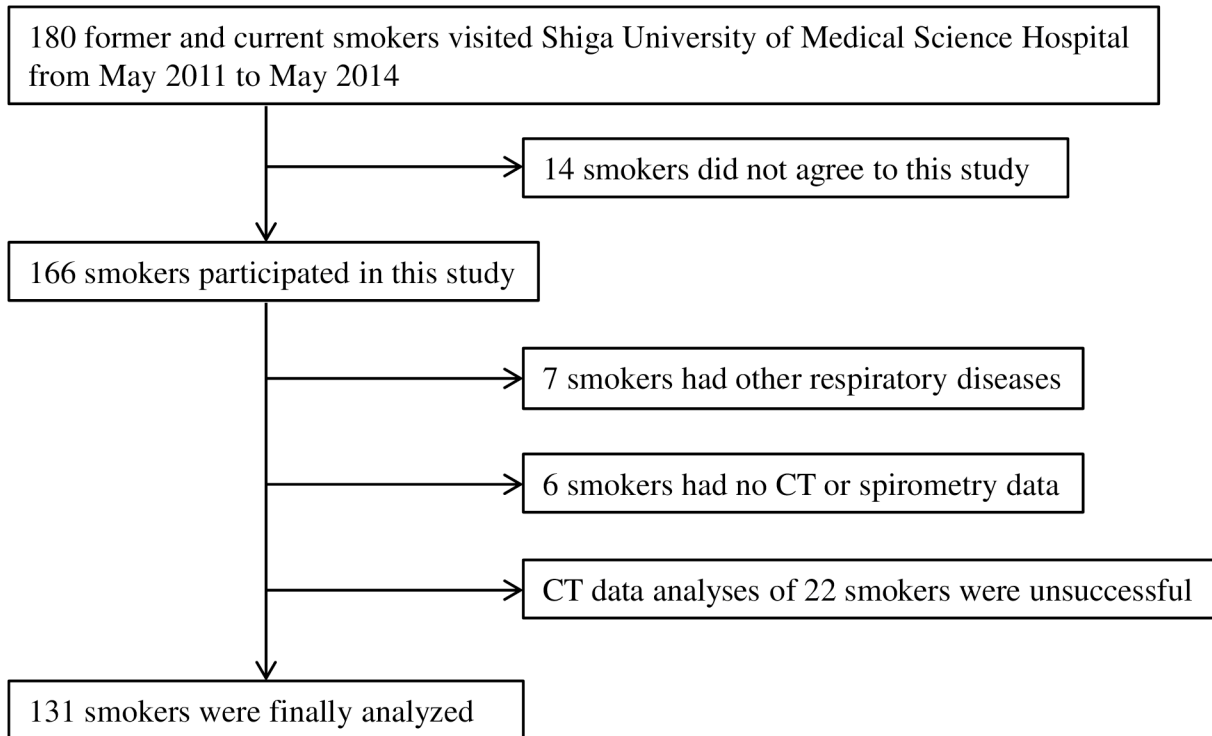 180 former and current smokers visited Shiga University of Medical Science Hospital
from May 2011 to May 2014
14 smokers did not agree to this study
166 smokers participated in this study
7 smokers had other respiratory diseases
6 smokers had no CT or spirometry data
CT data analyses of 22 smokers were unsuccessful
131 smokers were finally analyzed